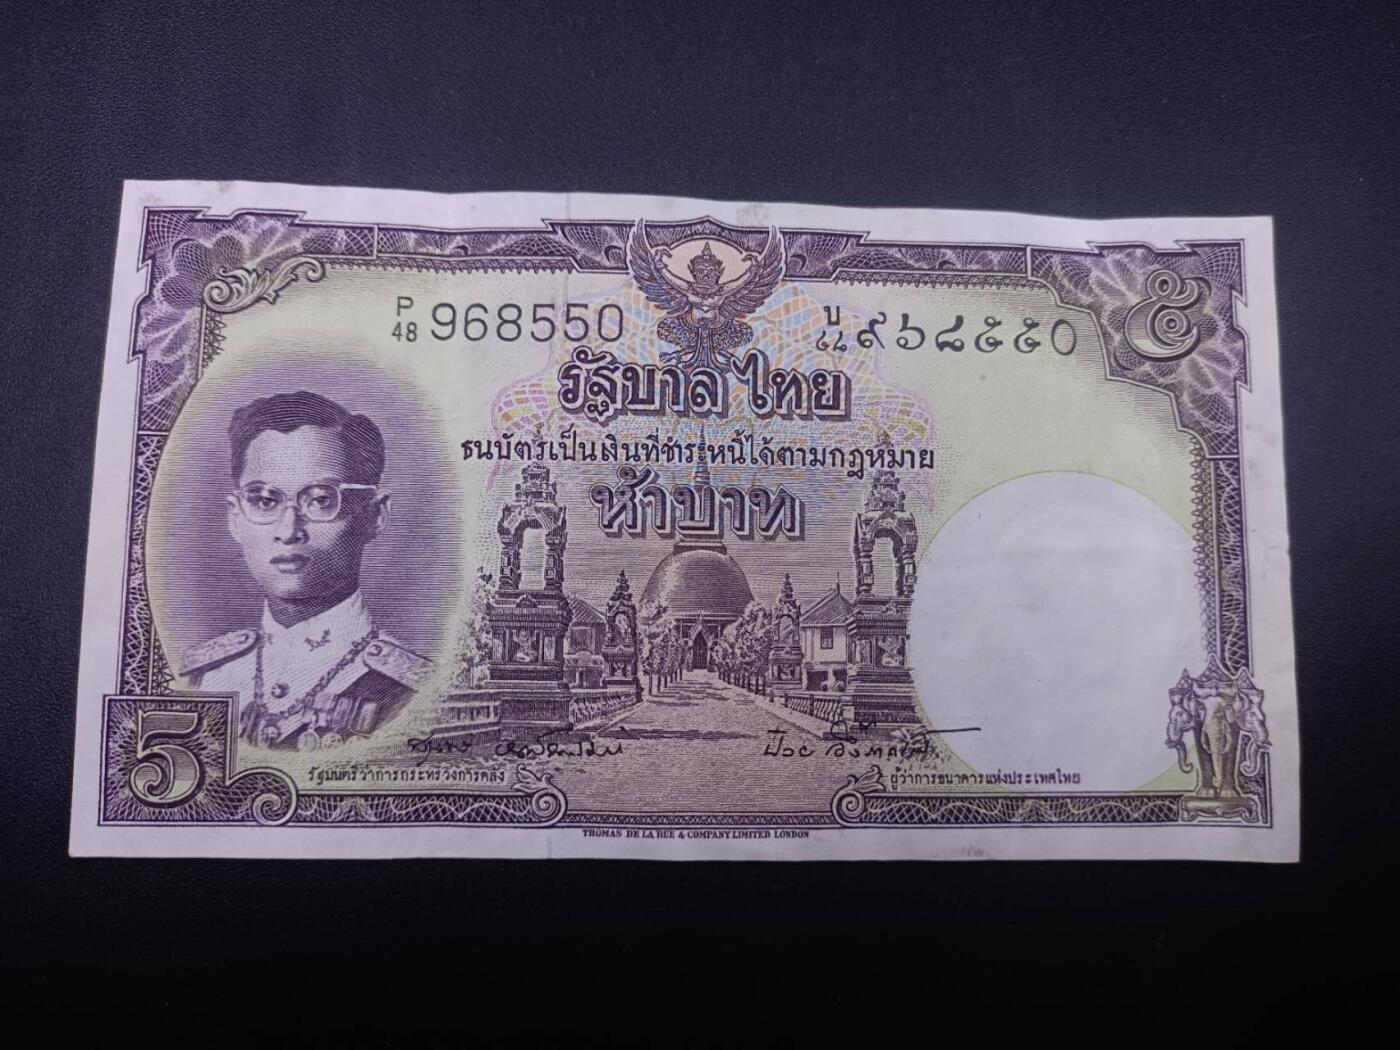 P
48 968550
บ
๔๘ ๙๖๘๕๕๐
๕
รัฐบาลไทย
ธนบัตรเป็นเงินที่ชำระหนี้ได้ตามกฎหมาย
ห้าบาท
5
รัฐมนตรีว่าการกระทรวงการคลัง
ผู้ว่าการธนาคารแห่งประเทศไทย
THOMAS DE LA RUE & COMPANY LIMITED LONDON